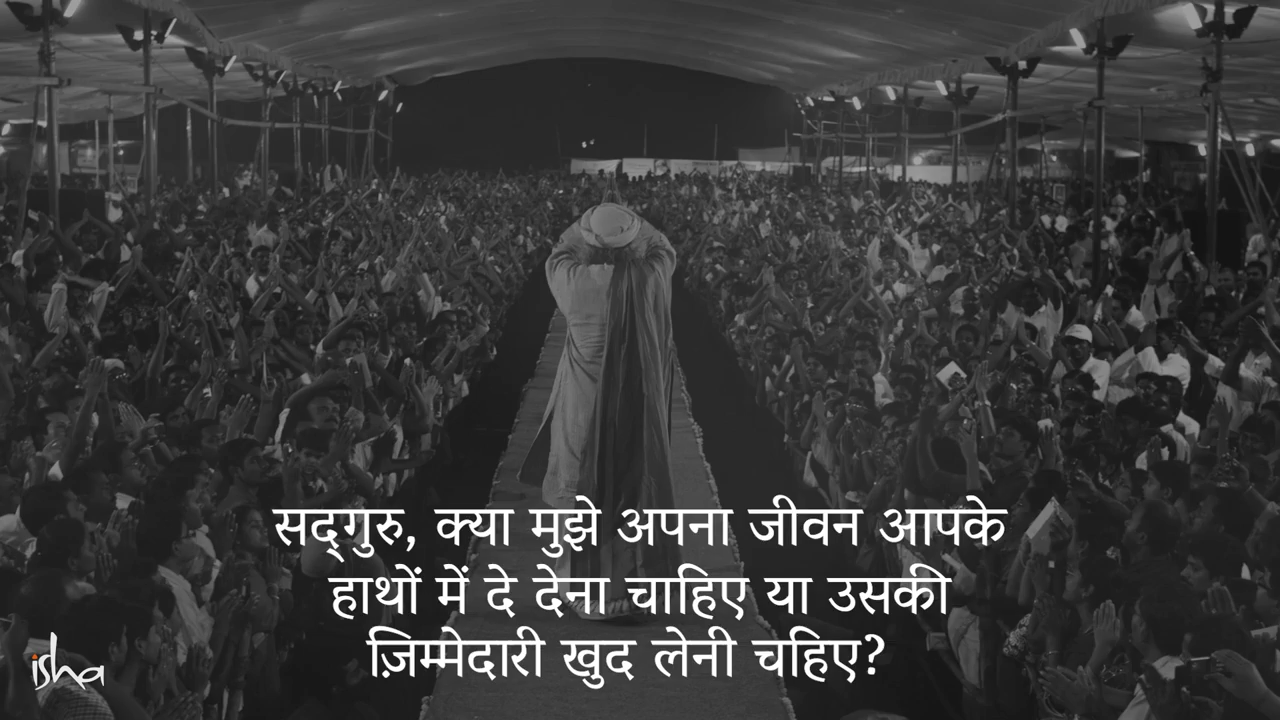 सद्‌गुरु, क्या मुझे अपना जीवन आपके
हाथों में दे देना चाहिए या उसकी
ज़िम्मेदारी खुद लेनी चहिए?
isha